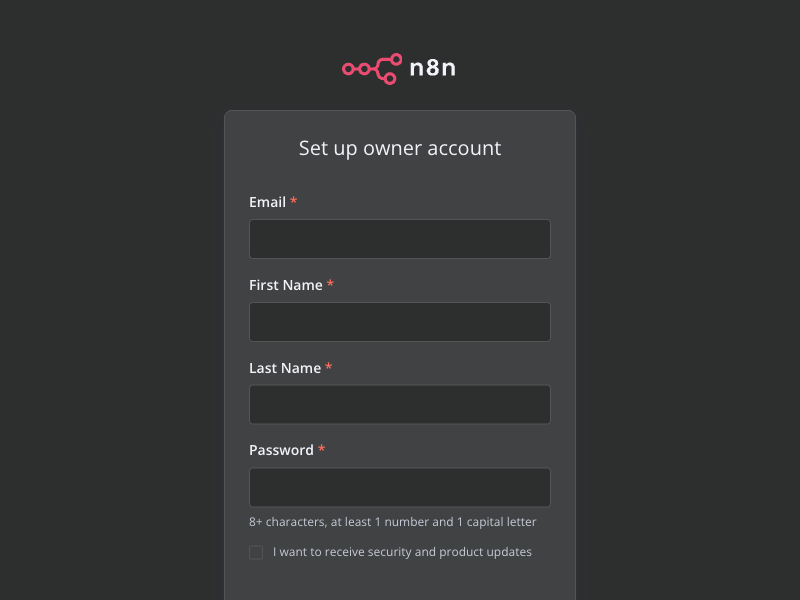 n8n
Set up owner account
Email *
First Name *
Last Name *
Password *
8+ characters, at least 1 number and 1 capital letter
I want to receive security and product updates